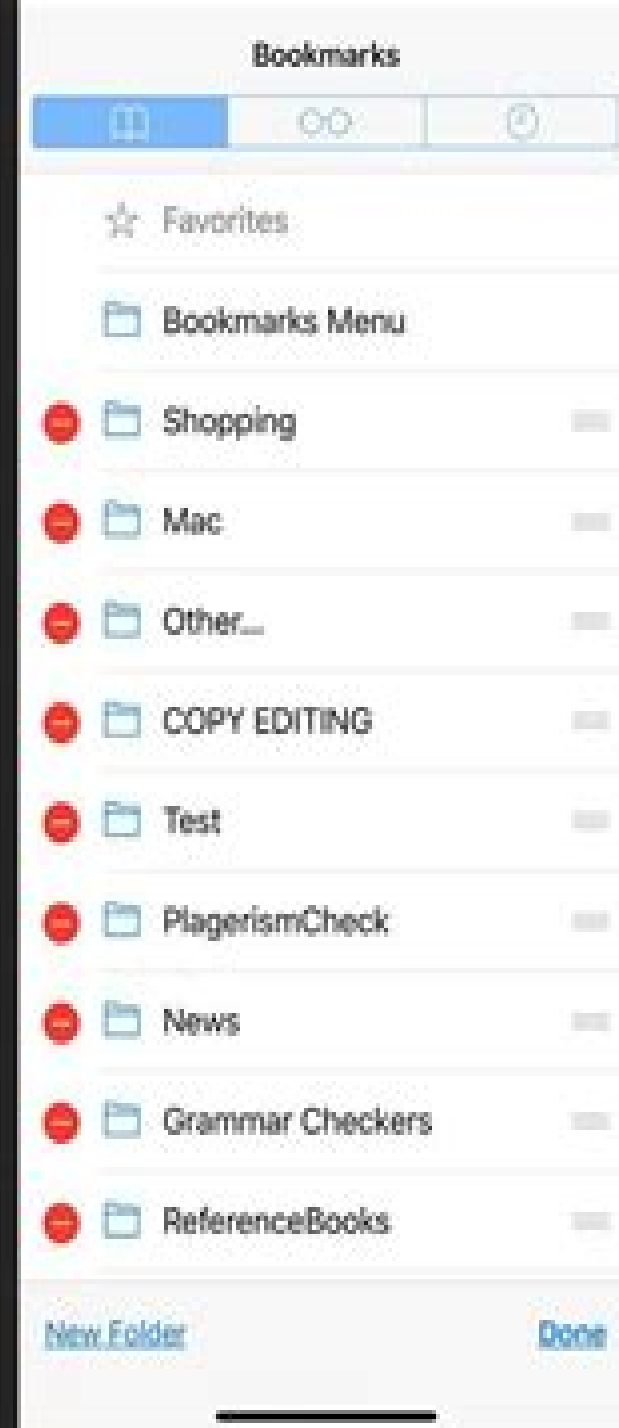 Bookmarks
Favorites
Bookmarks Menu
Shopping
Mac
Other...
COPY EDITING
Test
PlagerismCheck
News
Grammar Checkers
ReferenceBooks
New Folder
Done